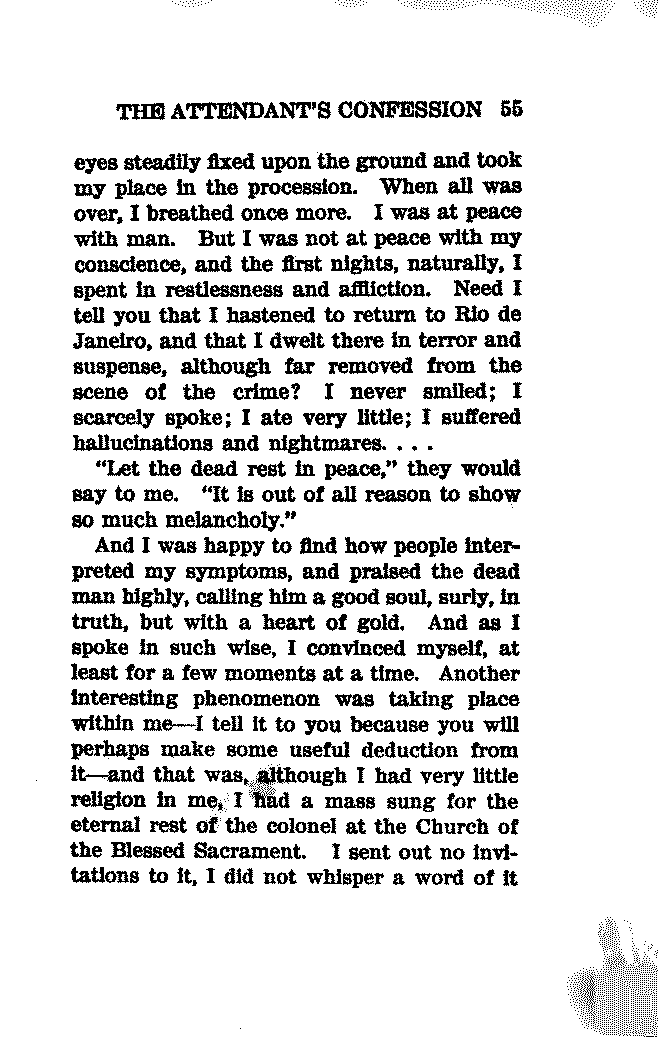 THE ATTENDANT'S CONFESSION 55
eyes steadily fixed upon the ground and took
my place in the procession. When all was
over, I breathed once more. I was at peace
with man. But I was not at peace with my
conscience, and the first nights, naturally, I
spent in restlessness and affliction. Need I
tell you that I hastened to return to Rio de
Janeiro, and that I dwelt there in terror and
suspense, although far removed from the
scene of the crime? I never smiled; I
scarcely spoke; I ate very little; I suffered
hallucinations and nightmares. . . .
"Let the dead rest in peace," they would
say to me. "It is out of all reason to show
so much melancholy."
And I was happy to find how people inter-
preted my symptoms, and praised the dead
man highly, calling him a good soul, surly, in
truth, but with a heart of gold. And as I
spoke in such wise, I convinced myself, at
least for a few moments at a time. Another
interesting phenomenon was taking place
within me—I tell it to you because you will
perhaps make some useful deduction from
it—and that was, although I had very little
religion in me, I had a mass sung for the
eternal rest of the colonel at the Church of
the Blessed Sacrament. I sent out no invi-
tations to it, I did not whisper a word of it